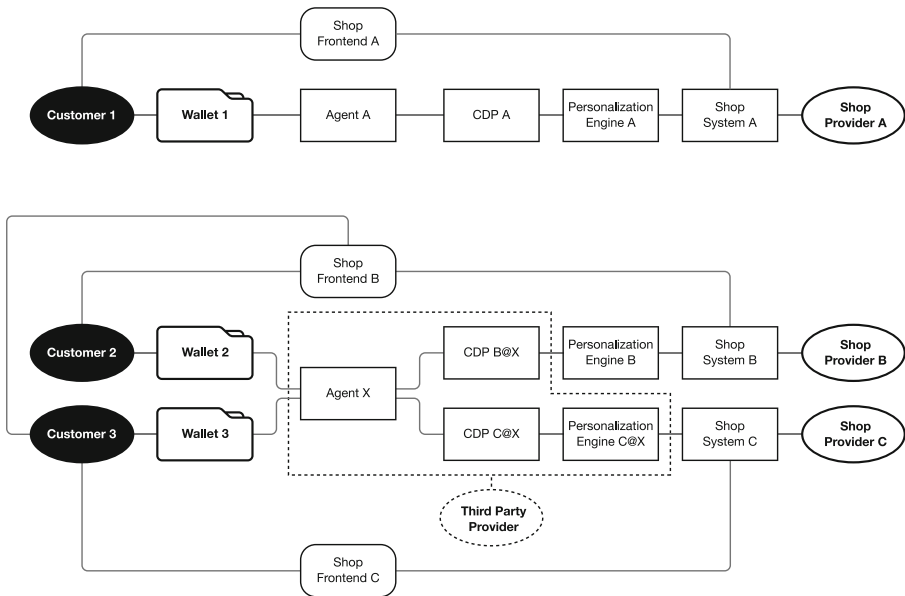 Shop
Frontend A
Customer 1
Wallet 1
Agent A
CDP A
Personalization
Engine A
Shop
System A
Shop
Provider A
Shop
Frontend B
Customer 2
Wallet 2
CDP B@X
Personalization
Engine B
Shop
System B
Shop
Provider B
Agent X
Customer 3
Wallet 3
CDP C@X
Personalization
Engine C@X
Shop
System C
Shop
Provider C
Third Party
Provider
Shop
Frontend C